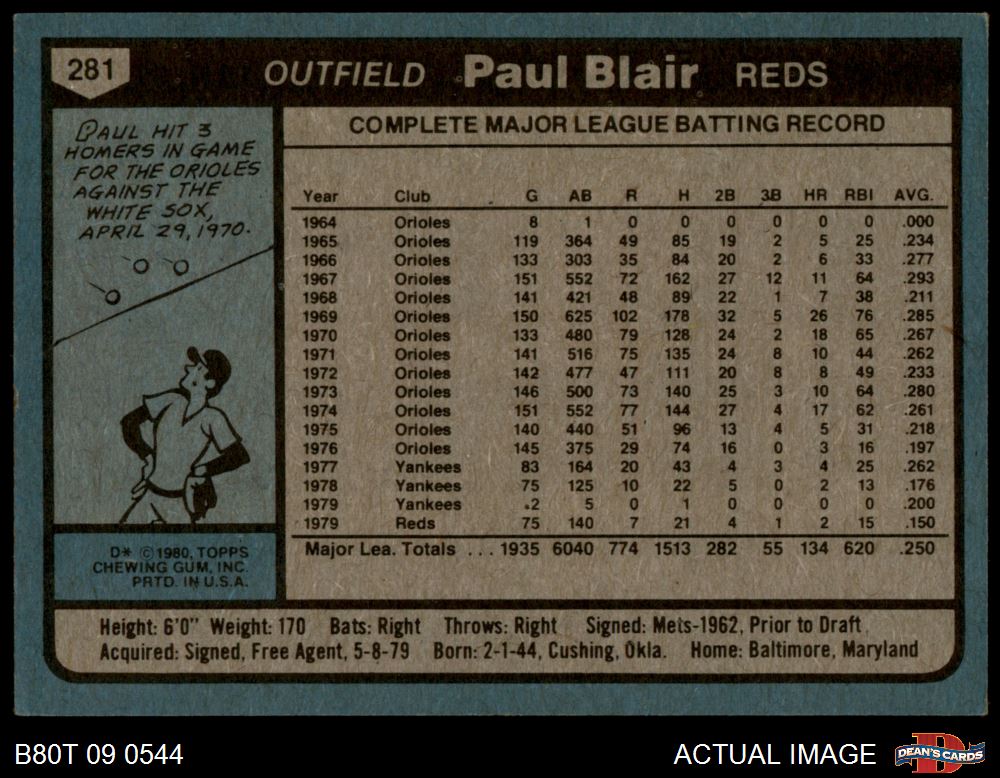 281
OUTFIELD Paul Blair REDS
PAUL HIT 3
HOMERS IN GAME
FOR THE ORIOLES
AGAINST THE
WHITE SOX,
APRIL 29, 1970.
D* © 1980, TOPPS
CHEWING GUM, INC.
PRTD. IN U.S.A.
COMPLETE MAJOR LEAGUE BATTING RECORD
Year Club G AB R H 2B 3B HR RBI AVG.
1964 Orioles 8 1 0 0 0 0 0 0 .000
1965 Orioles 119 364 49 85 19 2 5 25 .234
1966 Orioles 133 303 35 84 20 2 6 33 .277
1967 Orioles 151 552 72 162 27 12 11 64 .293
1968 Orioles 141 421 48 89 22 1 7 38 .211
1969 Orioles 150 625 102 178 32 5 26 76 .285
1970 Orioles 133 480 79 128 24 2 18 65 .267
1971 Orioles 141 516 75 135 24 8 10 44 .262
1972 Orioles 142 477 47 111 20 8 8 49 .233
1973 Orioles 146 500 73 140 25 3 10 64 .280
1974 Orioles 151 552 77 144 27 4 17 62 .261
1975 Orioles 140 440 51 96 13 4 5 31 .218
1976 Orioles 145 375 29 74 16 0 3 16 .197
1977 Yankees 83 164 20 43 4 3 4 25 .262
1978 Yankees 75 125 10 22 5 0 2 13 .176
1979 Yankees 2 5 0 1 0 0 0 0 .200
1979 Reds 75 140 7 21 4 1 2 15 .150
Major Lea. Totals ... 1935 6040 774 1513 282 55 134 620 .250
Height: 6'0" Weight: 170 Bats: Right Throws: Right Signed: Mets-1962, Prior to Draft
Acquired: Signed, Free Agent, 5-8-79 Born: 2-1-44, Cushing, Okla. Home: Baltimore, Maryland
B80T 09 0544 ACTUAL IMAGE DEAN'S CARDS